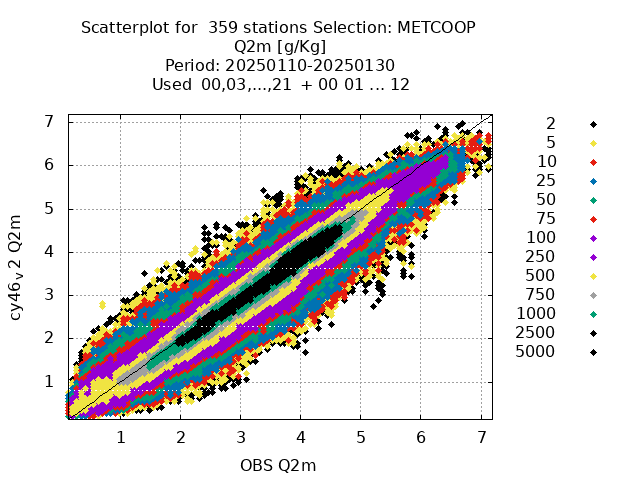 Scatterplot for  359 stations Selection: METCOOP
Q2m [g/Kg]
Period: 20250110-20250130
Used  00,03,...,21  + 00 01 ... 12
7
6
5
4
3
2
1
cy46_v 2  Q2m
1 2 3 4 5 6 7
OBS Q2m
2
5
10
25
50
75
100
250
500
750
1000
2500
5000